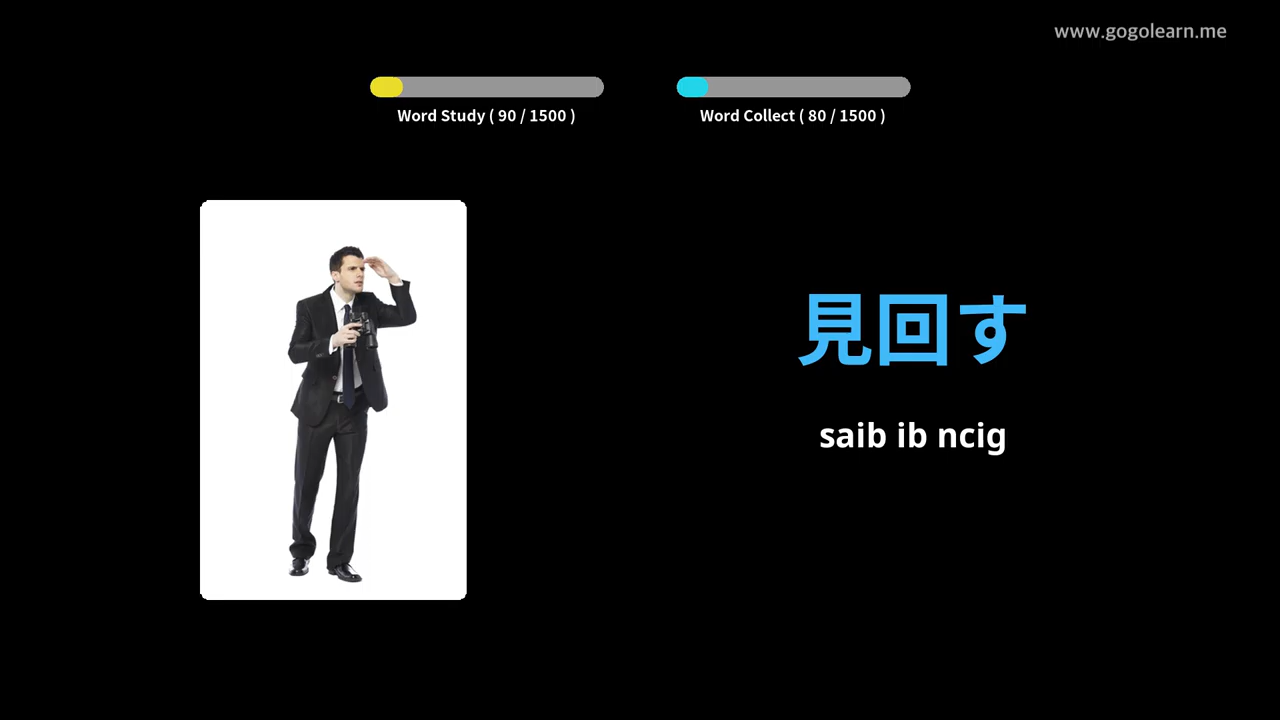 www.gogolearn.me
Word Study ( 90 / 1500 )
Word Collect ( 80 / 1500 )
見回す
saib ib ncig